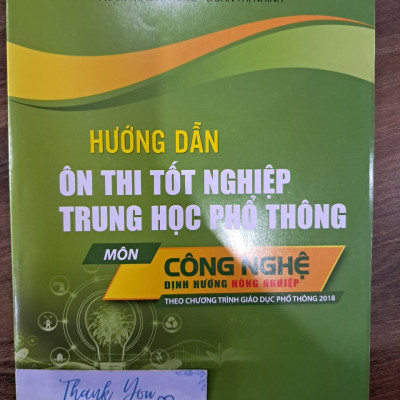 HƯỚNG DẪN
ÔN THI TỐT NGHIỆP
TRUNG HỌC PHỔ THÔNG
MÔN
CÔNG NGHỆ
ĐỊNH HƯỚNG NÔNG NGHIỆP
THEO CHƯƠNG TRÌNH GIÁO DỤC PHỔ THÔNG 2018
Thank You